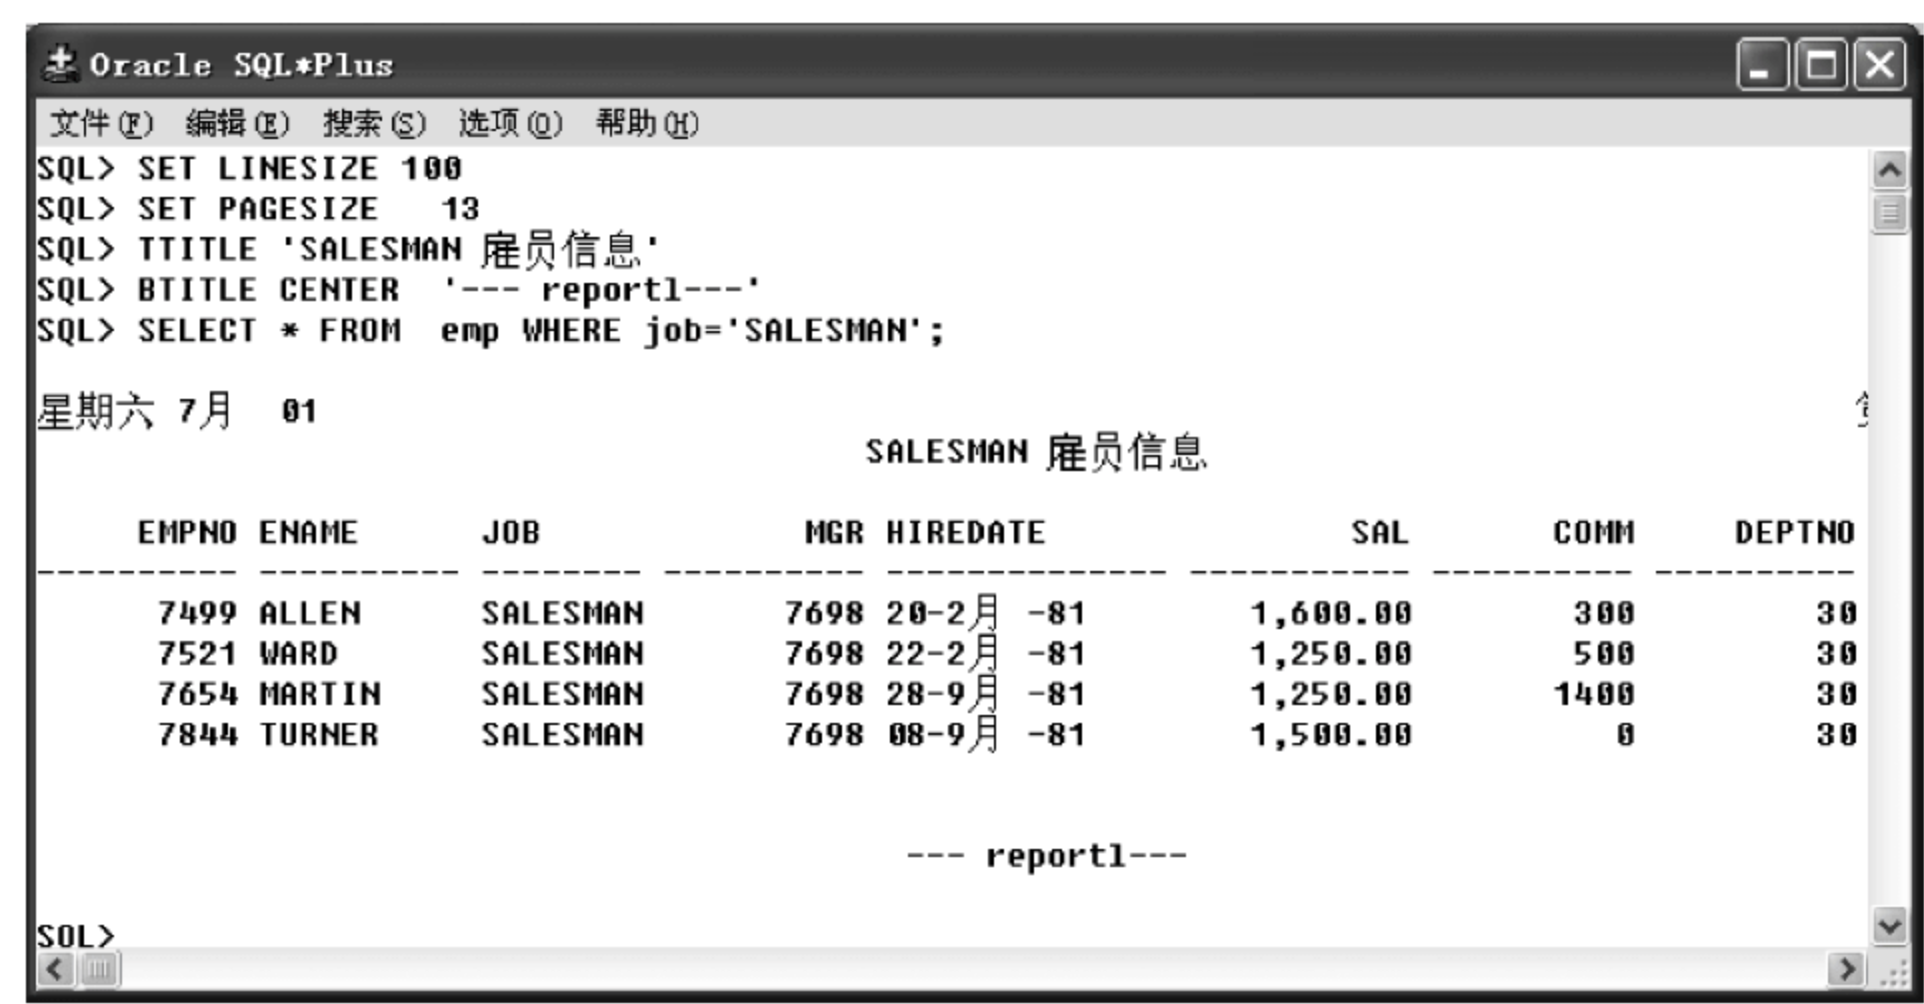 Oracle SQL*Plus
文件(F) 编辑(E) 搜索(S) 选项(O) 帮助(H)
SQL> SET LINESIZE 100
SQL> SET PAGESIZE   13
SQL> TTITLE 'SALESMAN 雇员信息'
SQL> BTITLE CENTER  '--- reportl---'
SQL> SELECT * FROM  emp WHERE job='SALESMAN';
星期六 7月  01
SALESMAN 雇员信息
EMPNO ENAME JOB MGR HIREDATE SAL COMM DEPTNO
---------- ---------- -------- ---------- -------------- ----------- ---------- ----------
7499 ALLEN SALESMAN 7698 20-2月 -81 1,600.00 300 30
7521 WARD SALESMAN 7698 22-2月 -81 1,250.00 500 30
7654 MARTIN SALESMAN 7698 28-9月 -81 1,250.00 1400 30
7844 TURNER SALESMAN 7698 08-9月 -81 1,500.00 0 30
--- reportl---
SQL>